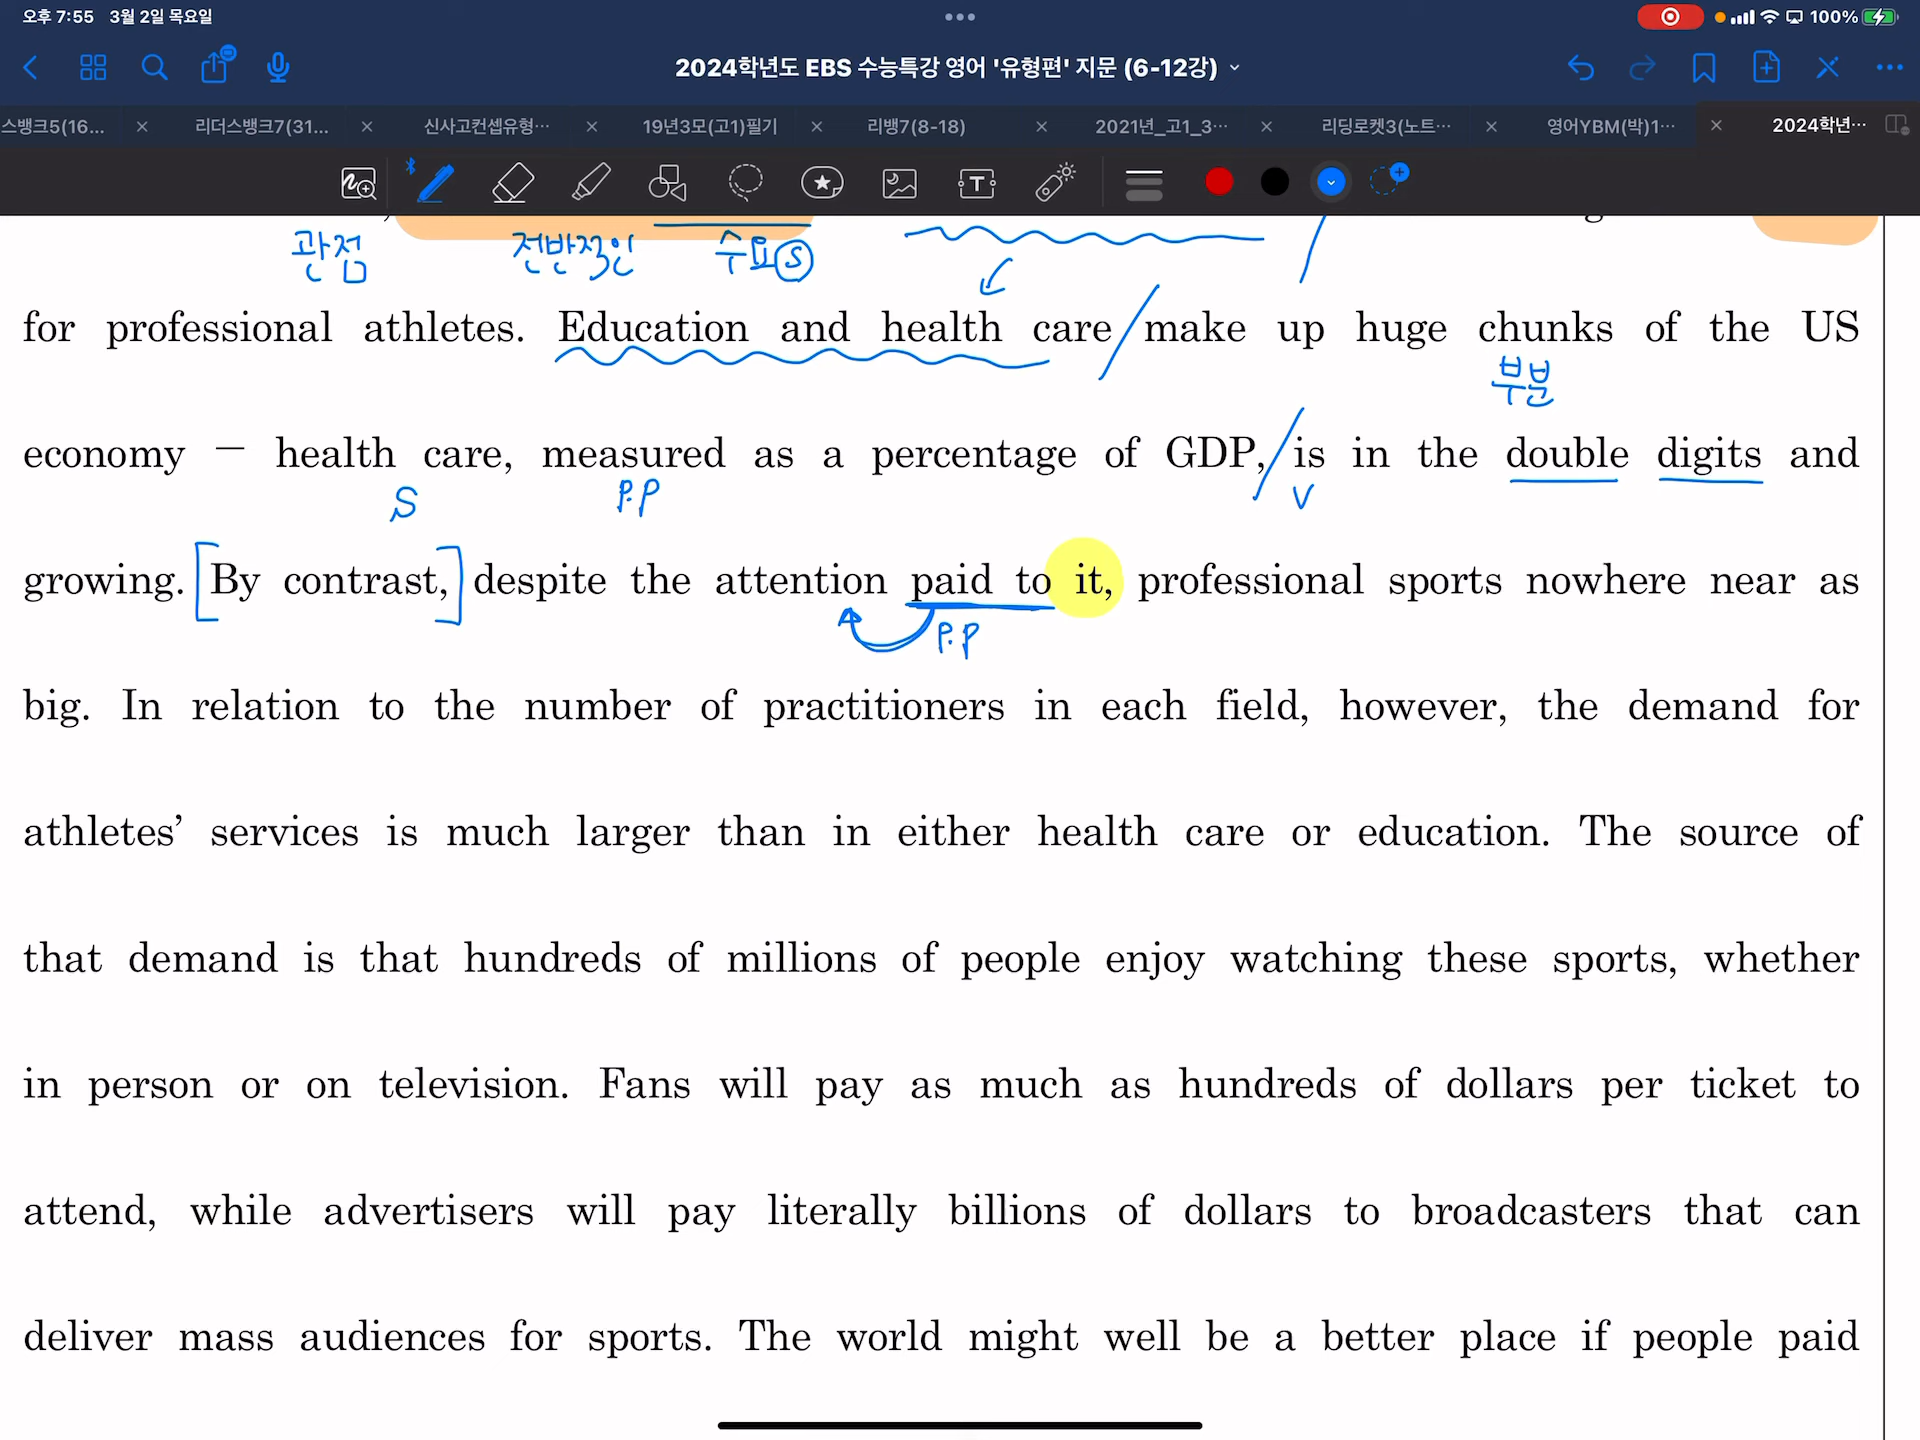 오후 7:55 3월 2일 목요일
100%
2024학년도 EBS 수능특강 영어 '유형편' 지문 (6-12강)
스뱅크5(16... 리더스뱅크7(31... 신사고컨셉유형... 19년3모(고1)필기 리뱅7(8-18) 2021년_고1_3... 리딩로켓3(노트... 영어YBM(박)1... 2024학년...
관점 전반적인 수요 S
for professional athletes. Education and health care make up huge chunks of the US
부분
economy — health care, measured as a percentage of GDP, is in the double digits and
S P.P V
growing. [By contrast,] despite the attention paid to it, professional sports nowhere near as
P.P
big. In relation to the number of practitioners in each field, however, the demand for
athletes' services is much larger than in either health care or education. The source of
that demand is that hundreds of millions of people enjoy watching these sports, whether
in person or on television. Fans will pay as much as hundreds of dollars per ticket to
attend, while advertisers will pay literally billions of dollars to broadcasters that can
deliver mass audiences for sports. The world might well be a better place if people paid